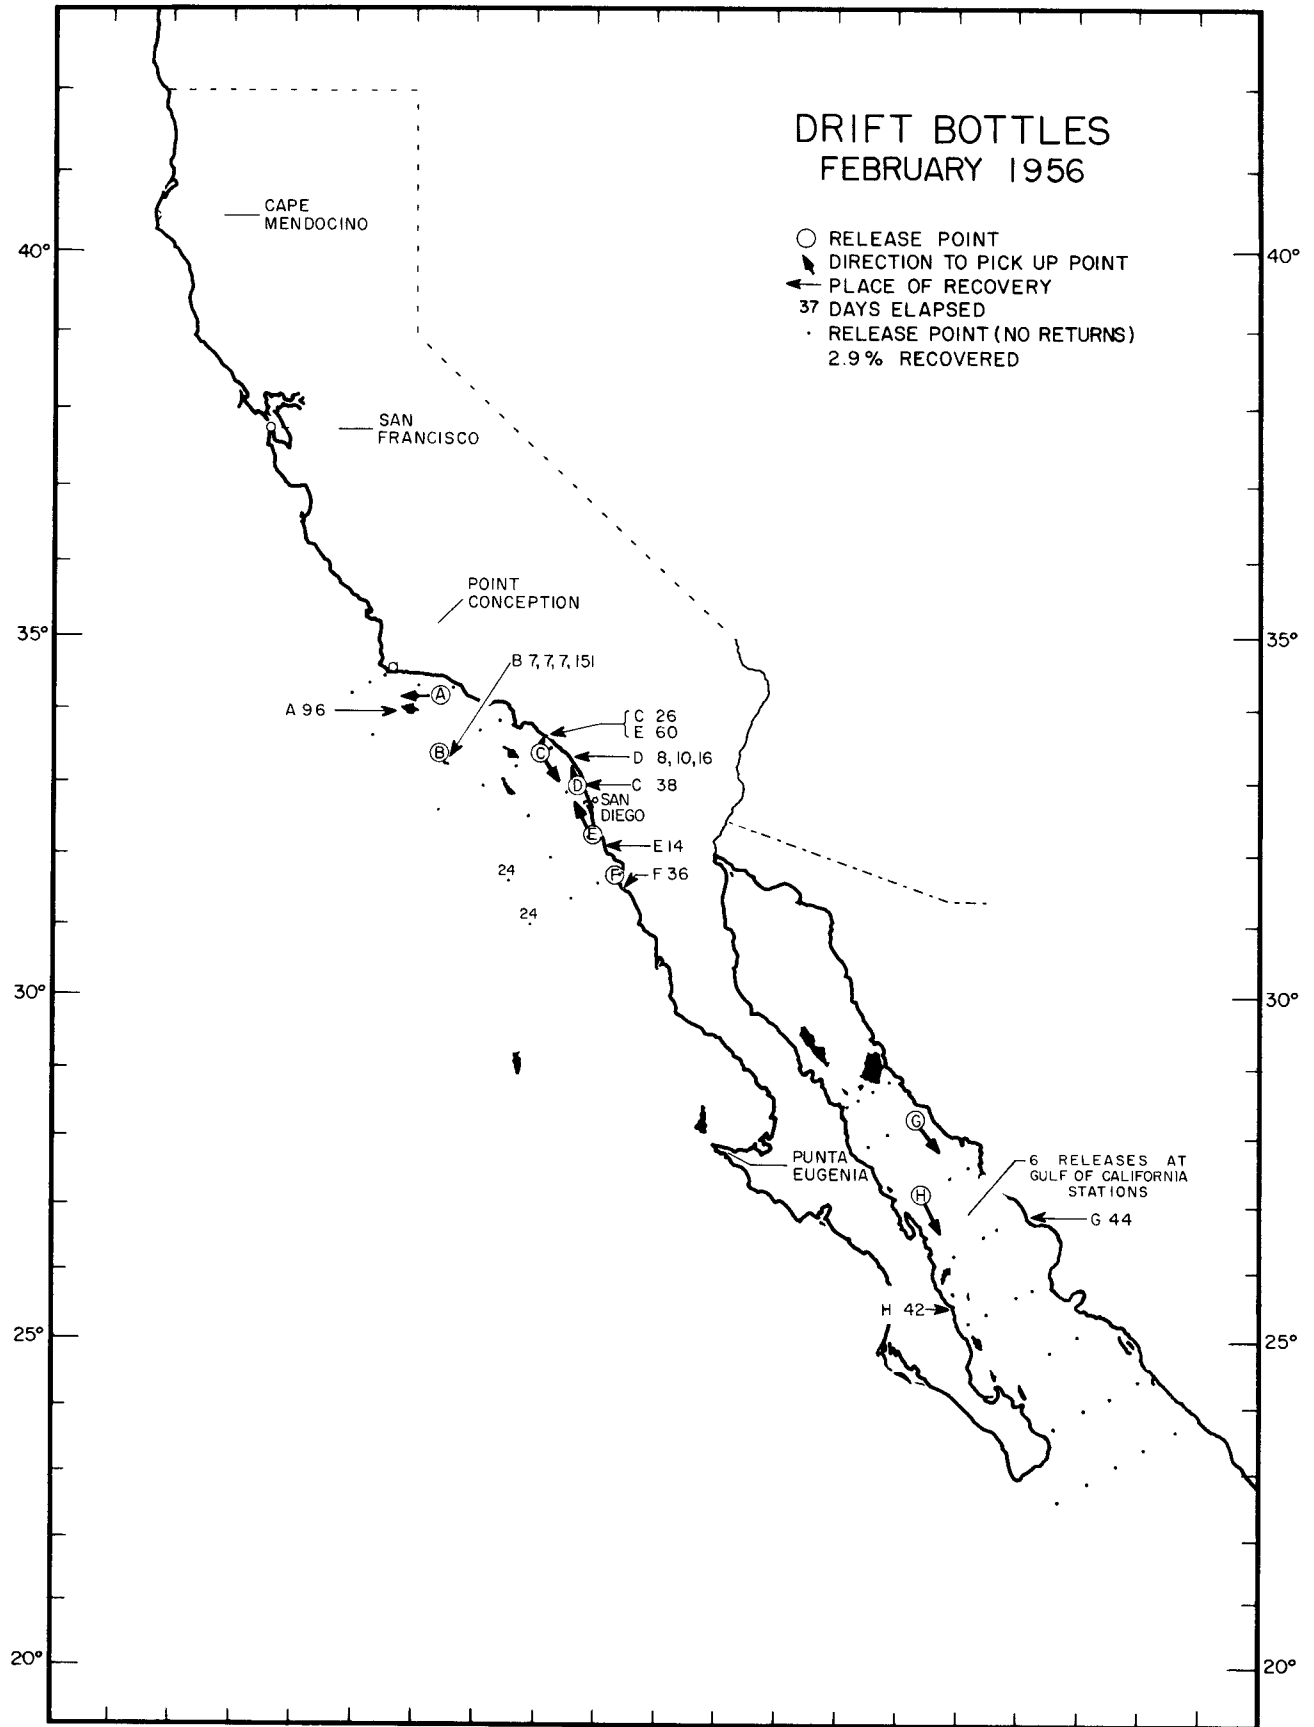 DRIFT BOTTLES
FEBRUARY 1956
RELEASE POINT
DIRECTION TO PICK UP POINT
PLACE OF RECOVERY
37 DAYS ELAPSED
RELEASE POINT (NO RETURNS)
2.9% RECOVERED
CAPE
MENDOCINO
40°
40°
SAN
FRANCISCO
POINT
CONCEPTION
35°
35°
B 7, 7, 7, 151
A
A 96
C 26
E 60
B
C
D 8, 10, 16
D
C 38
SAN
DIEGO
E
E 14
24
F
F 36
24
30°
30°
G
PUNTA
EUGENIA
6 RELEASES AT
GULF OF CALIFORNIA
STATIONS
H
G 44
H 42
25°
25°
20°
20°